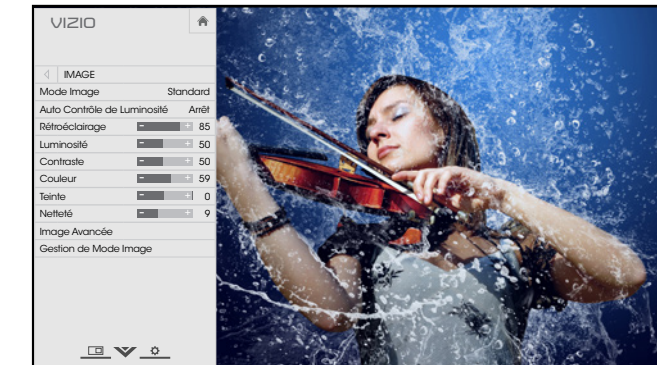 VIZIO
IMAGE
Mode Image Standard
Auto Contrôle de Luminosité Arrêt
Rétroéclairage - + 85
Luminosité - + 50
Contraste - + 50
Couleur - + 59
Teinte - + 0
Netteté - + 9
Image Avancée
Gestion de Mode Image